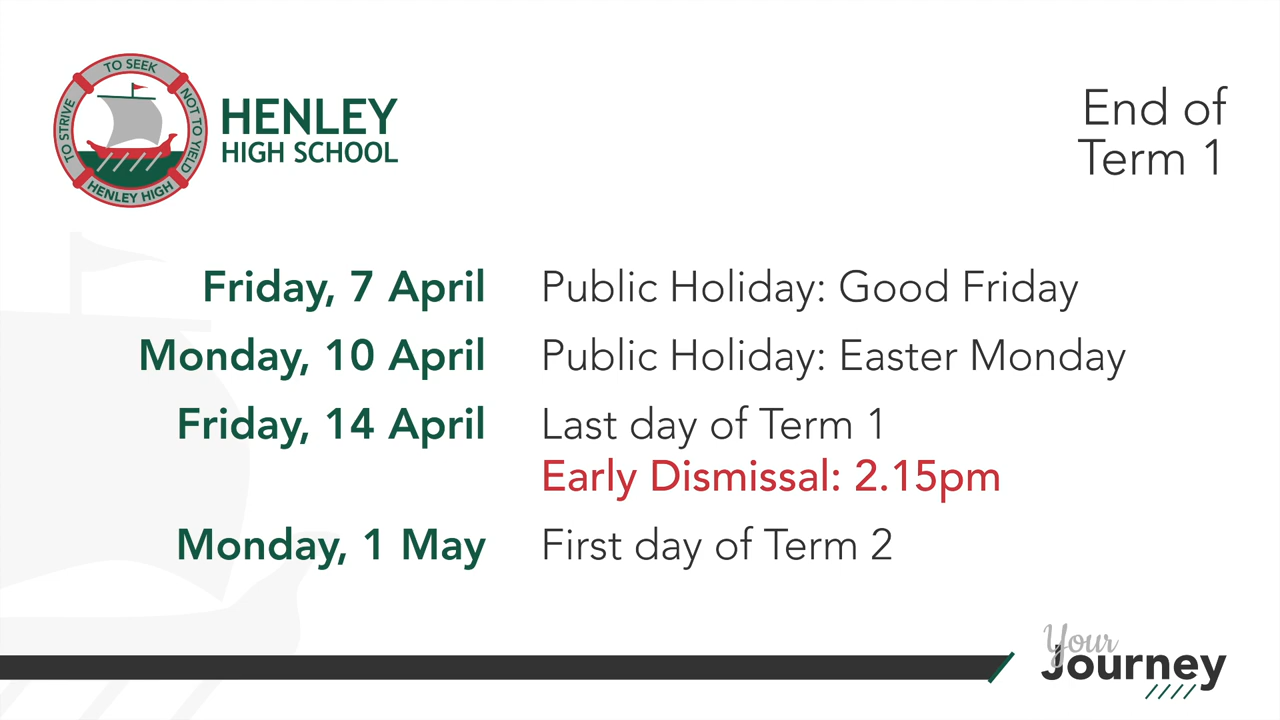 TO SEEK
TO STRIVE
NOT TO YIELD
HENLEY HIGH
HENLEY
HIGH SCHOOL
End of
Term 1
Friday, 7 April Public Holiday: Good Friday
Monday, 10 April Public Holiday: Easter Monday
Friday, 14 April Last day of Term 1
Early Dismissal: 2.15pm
Monday, 1 May First day of Term 2
Your
Journey